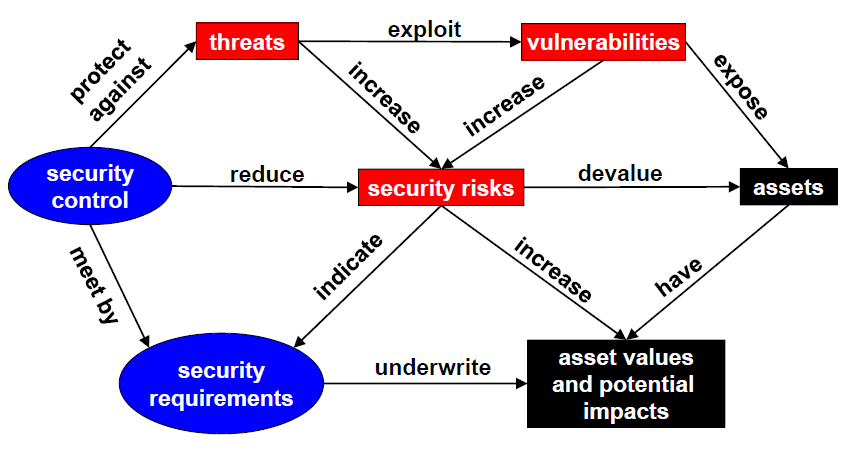 threats
exploit
vulnerabilities
protect
against
increase
increase
expose
security
control
reduce
security risks
devalue
assets
meet by
indicate
increase
have
security
requirements
underwrite
asset values
and potential
impacts